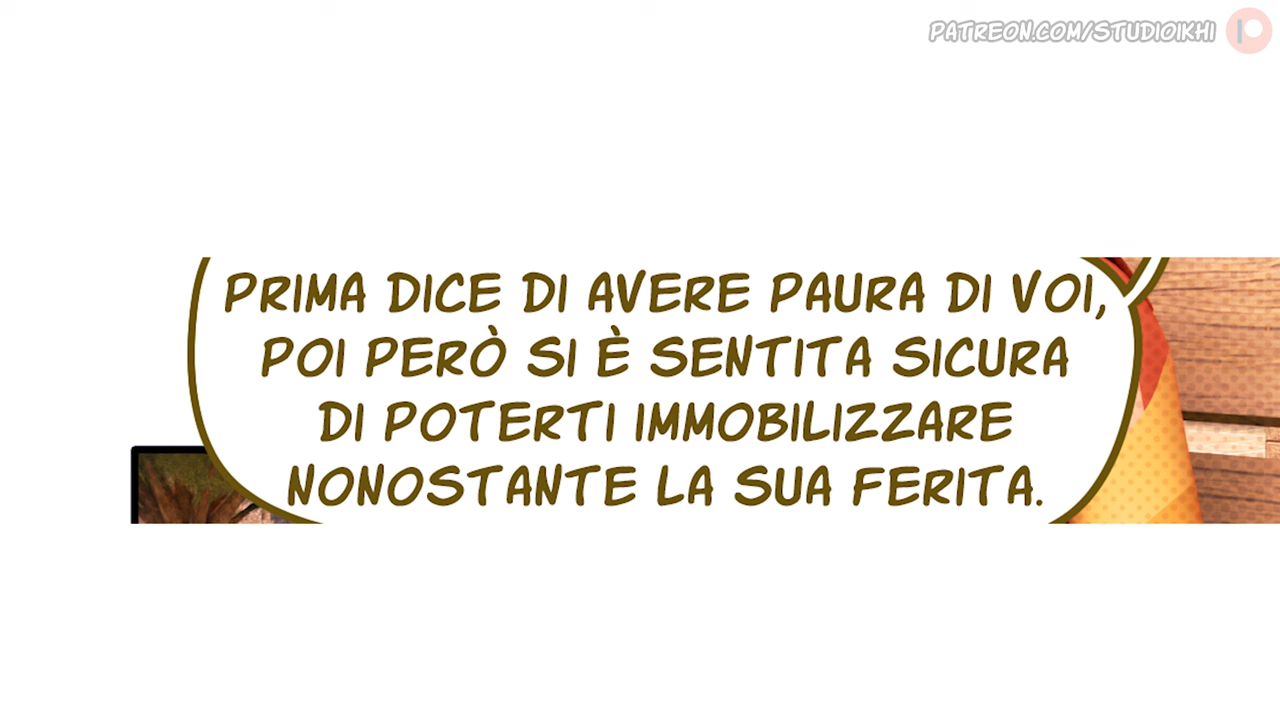 PATREON.COM/STUDIOIKHI
PRIMA DICE DI AVERE PAURA DI VOI,
POI PERÒ SI È SENTITA SICURA
DI POTERTI IMMOBILIZZARE
NONOSTANTE LA SUA FERITA.